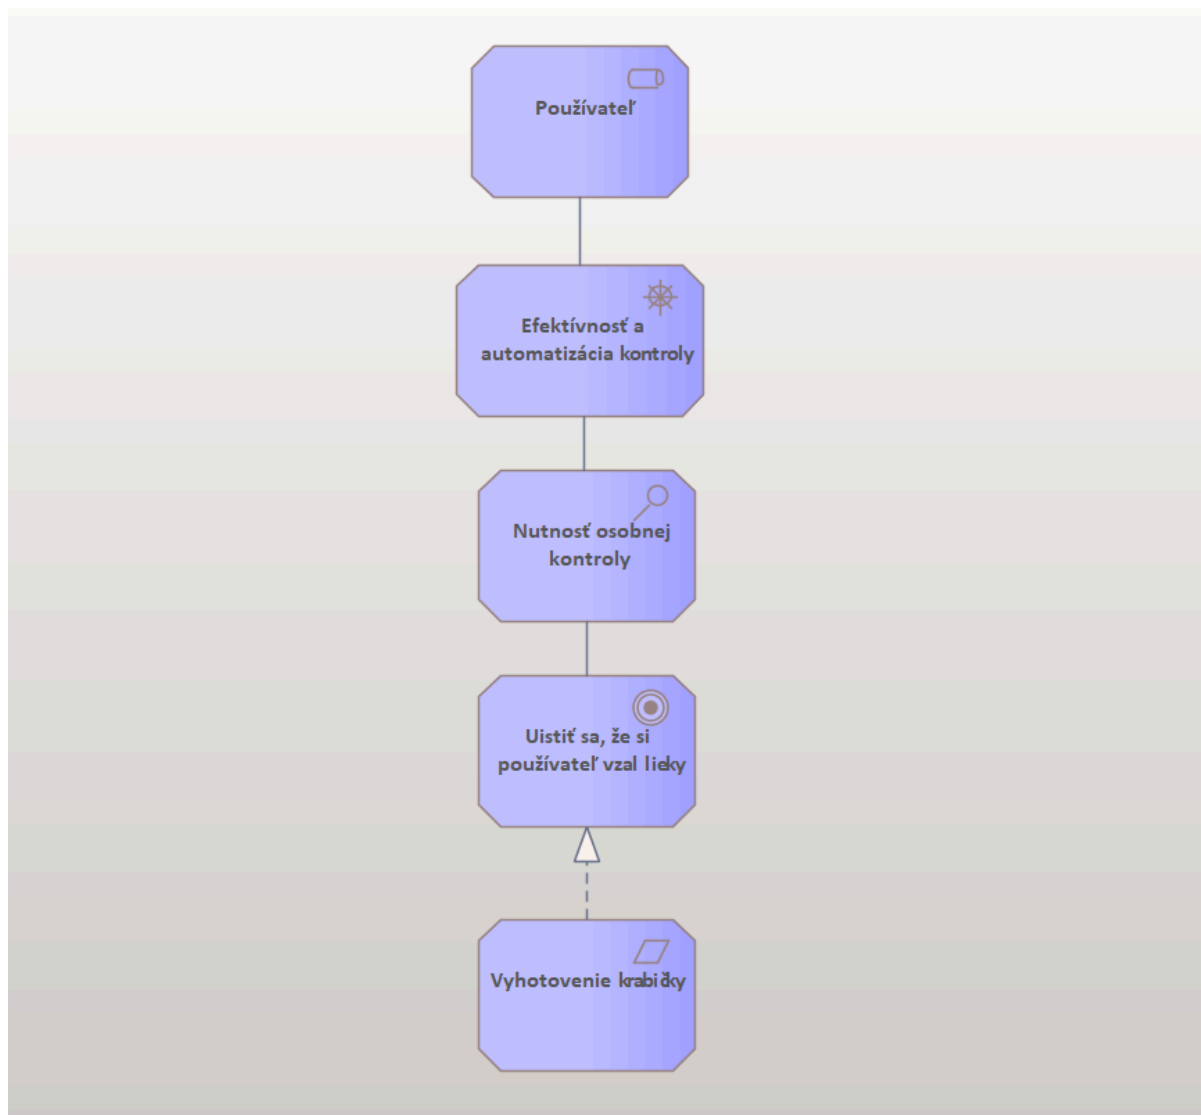 Používateľ
Efektívnosť a
automatizácia kontroly
Nutnosť osobnej
kontroly
Uistiť sa, že si
používateľ vzal lieky
Vyhotovenie krabičky